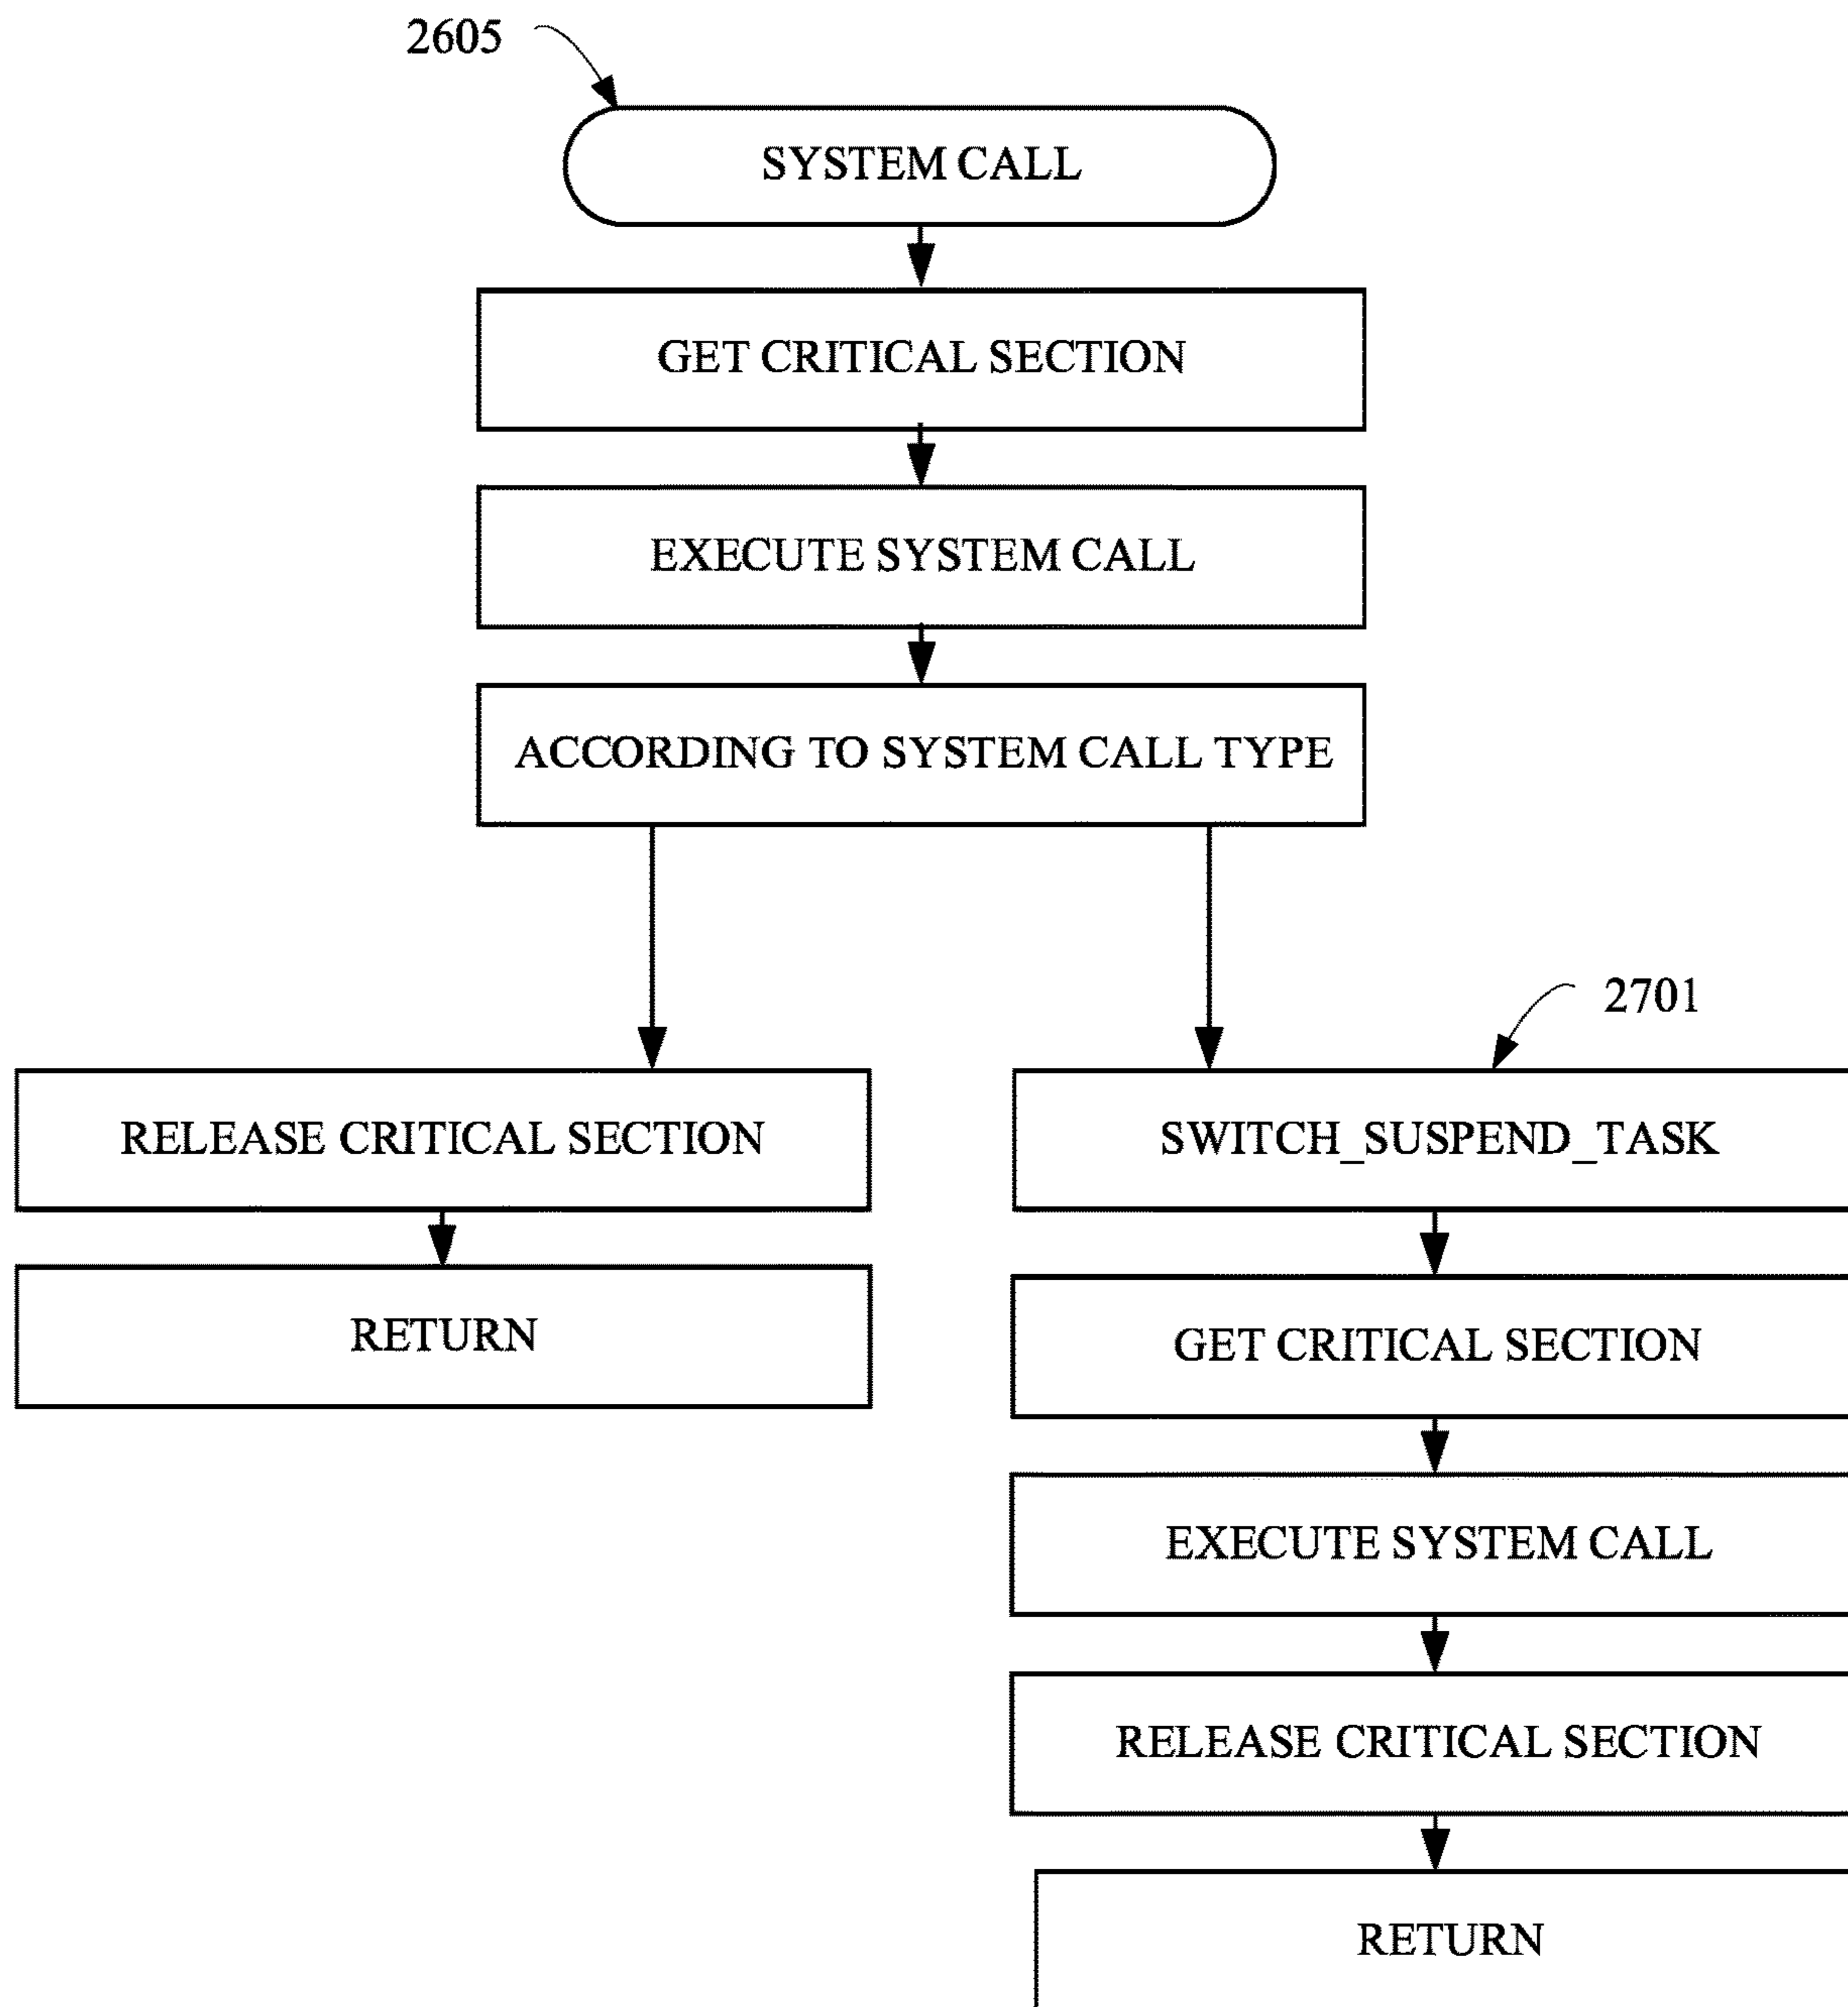 2605
SYSTEM CALL
GET CRITICAL SECTION
EXECUTE SYSTEM CALL
ACCORDING TO SYSTEM CALL TYPE
2701
RELEASE CRITICAL SECTION
RETURN
SWITCH_SUSPEND_TASK
GET CRITICAL SECTION
EXECUTE SYSTEM CALL
RELEASE CRITICAL SECTION
RETURN